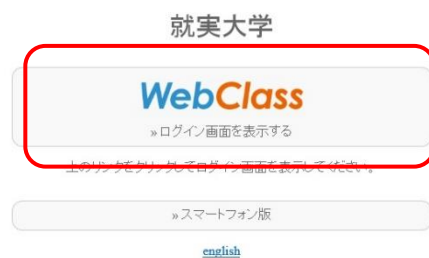 就実大学
WebClass
»ログイン画面を表示する
上のリンクをクリックしてログイン画面を表示してください。
»スマートフォン版
english